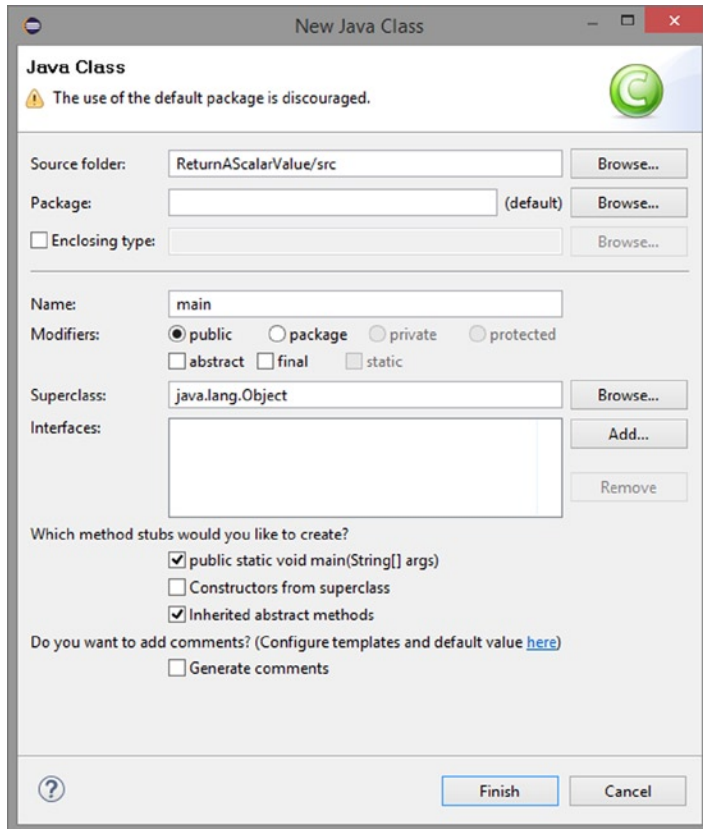 New Java Class
Java Class
The use of the default package is discouraged.
Source folder: ReturnAScalarValue/src Browse...
Package: (default) Browse...
Enclosing type: Browse...
Name: main
Modifiers: public package private protected
abstract final static
Superclass: java.lang.Object Browse...
Interfaces: Add...
Remove
Which method stubs would you like to create?
public static void main(String[] args)
Constructors from superclass
Inherited abstract methods
Do you want to add comments? (Configure templates and default value here)
Generate comments
? Finish Cancel